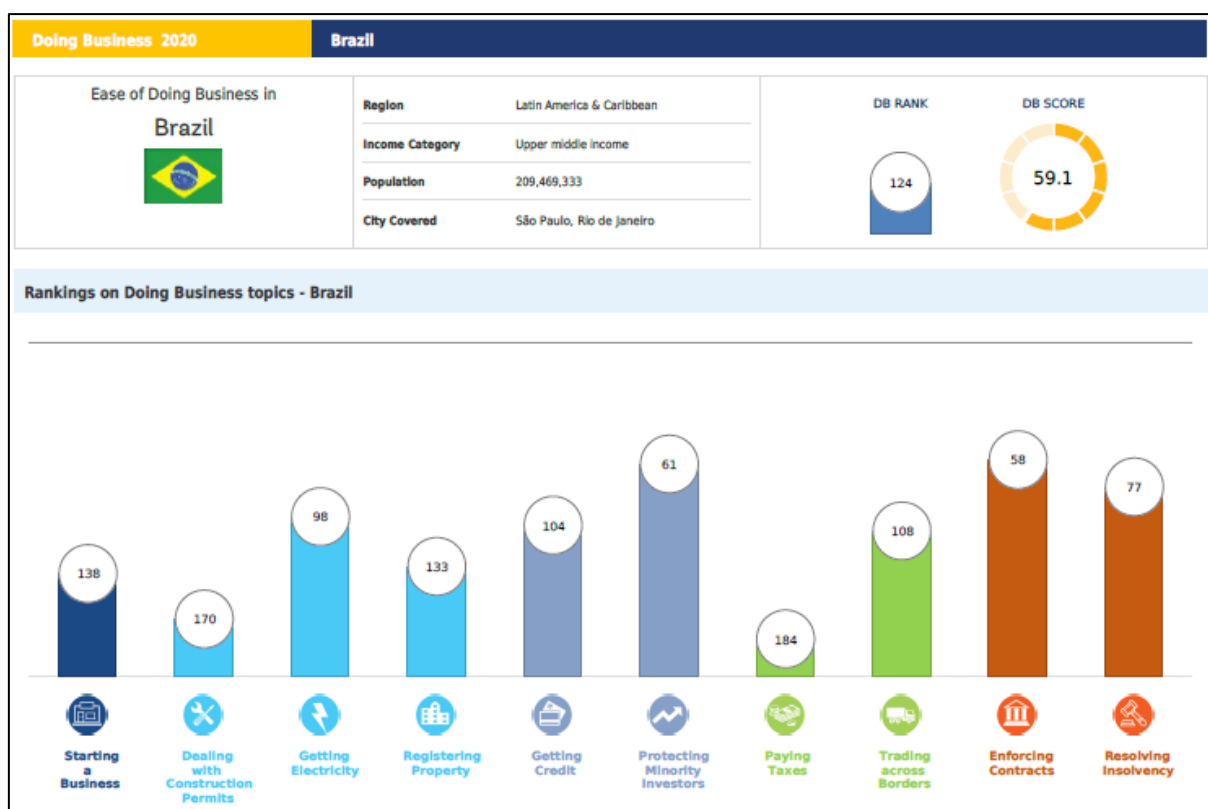 Doing Business 2020
Brazil
Ease of Doing Business in
Brazil
Region Latin America & Caribbean
Income Category Upper middle income
Population 209,469,333
City Covered São Paulo, Rio de Janeiro
DB RANK
DB SCORE
124
59.1
Rankings on Doing Business topics - Brazil
138
170
98
133
104
61
184
108
58
77
Starting
a
Business
Dealing
with
Construction
Permits
Getting
Electricity
Registering
Property
Getting
Credit
Protecting
Minority
Investors
Paying
Taxes
Trading
across
Borders
Enforcing
Contracts
Resolving
Insolvency